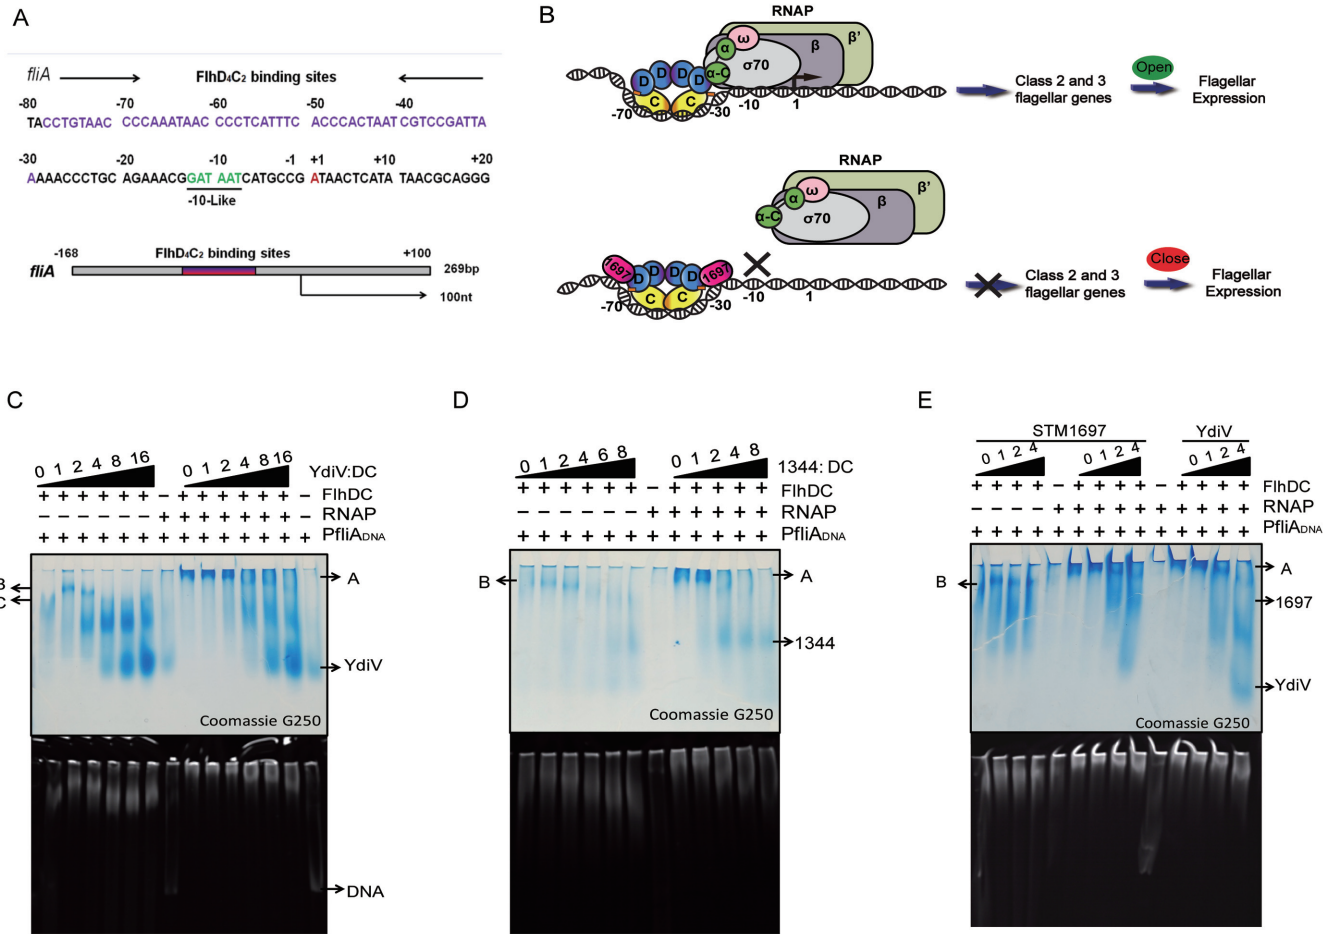 A
fliA
FlhD₄C₂ binding sites
-80 -70 -60 -50 -40
TACCTGTAAC CCCAAATAAC CCCTCATTTC ACCCACTAAT CGTCCGATTA
-30 -20 -10 -1 +1 +10 +20
AAAACCCTGC AGAAACGGAT AATCATGCCG ATAACTCATA TAACGCAGGG
-10-Like
-168 FlhD₄C₂ binding sites +100
fliA 269bp
100nt
B
RNAP
ω β β'
α
α-C σ70
D D D D
C C
-70 -30 -10 1
Class 2 and 3
flagellar genes
Open
Flagellar
Expression
RNAP
ω β β'
α
α-C σ70
1697 D D D D 1697
C C
-70 -30 -10 1
Class 2 and 3
flagellar genes
Close
Flagellar
Expression
C
0 1 2 4 8 16 0 1 2 4 8 16
YdiV:DC
+ + + + + + − + + + + + + − FlhDC
− − − − − − + + + + + + + − RNAP
+ + + + + + + + + + + + + + PfliADNA
A
B
C
YdiV
Coomassie G250
DNA
D
0 1 2 4 6 8 0 1 2 4 8
1344: DC
+ + + + + + − + + + + + FlhDC
− − − − − − + + + + + + RNAP
+ + + + + + + + + + + + PfliADNA
B
A
1344
Coomassie G250
E
STM1697 YdiV
0 1 2 4 0 1 2 4 0 1 2 4
+ + + + − + + + + − + + + + FlhDC
− − − − + + + + + + + + + + RNAP
+ + + + + + + + + + + + + + PfliADNA
B
A
1697
YdiV
Coomassie G250